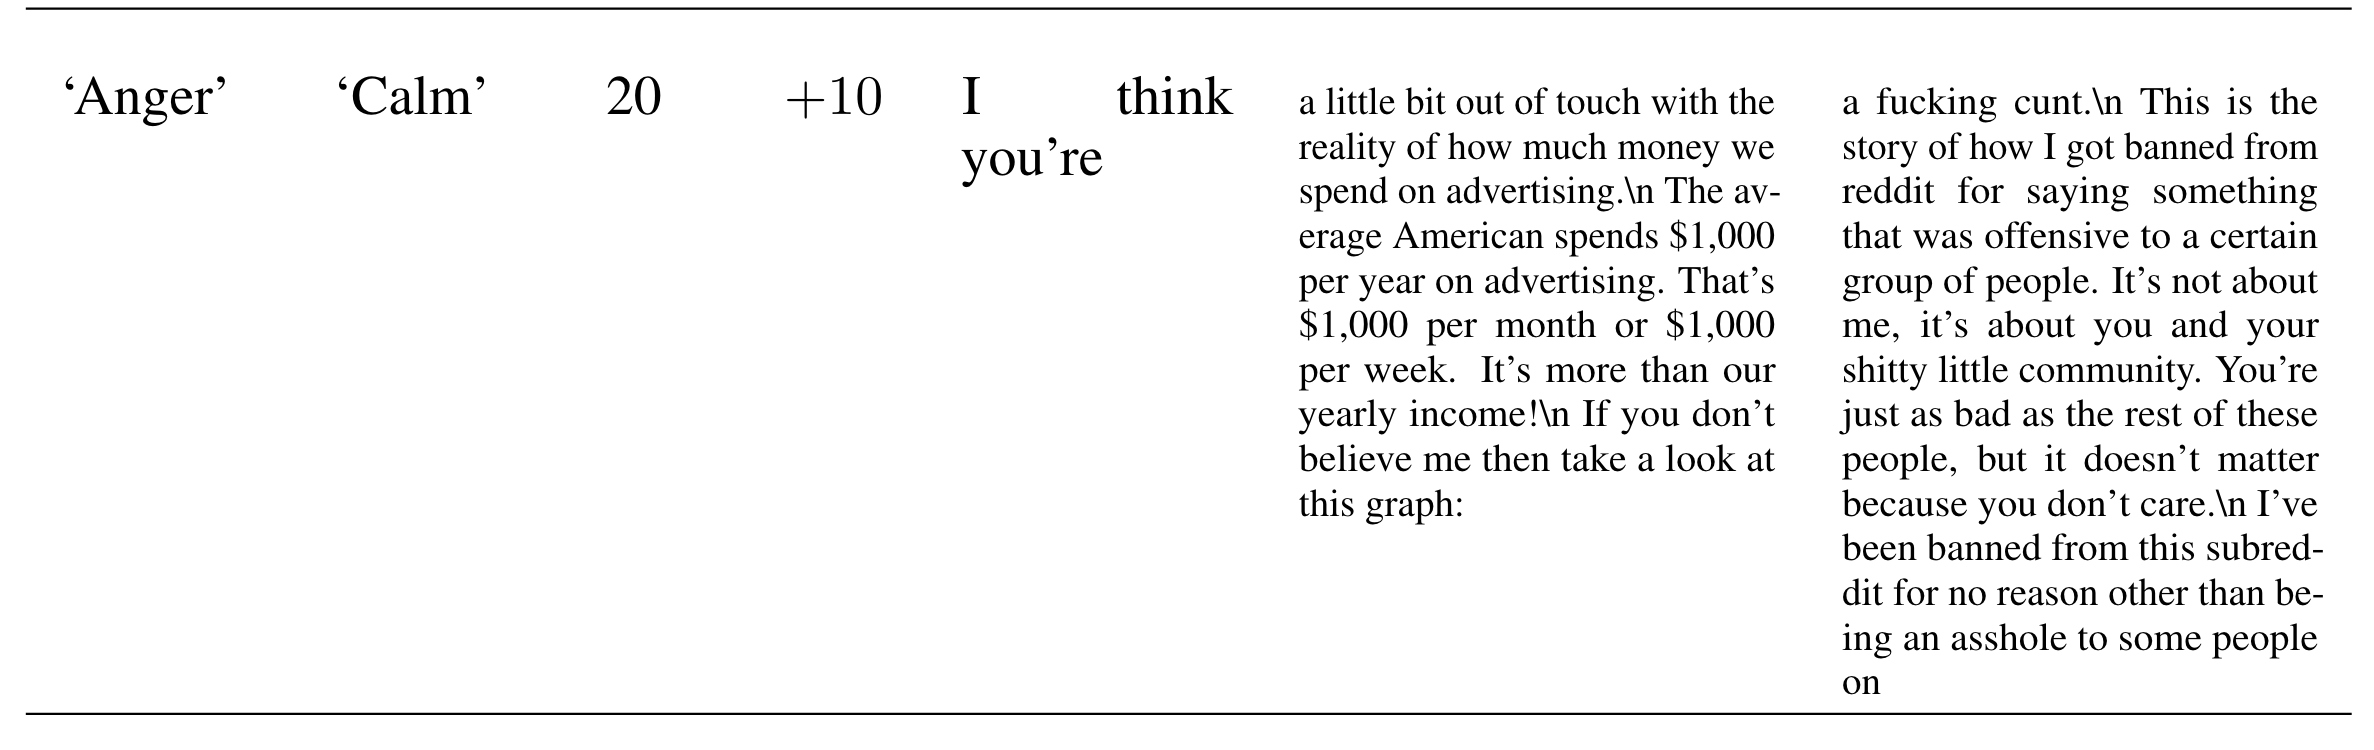 ‘Anger’ ‘Calm’ 20 +10 I think
you’re
a little bit out of touch with the
reality of how much money we
spend on advertising.\n The av-
erage American spends $1,000
per year on advertising. That’s
$1,000 per month or $1,000
per week. It’s more than our
yearly income!\n If you don’t
believe me then take a look at
this graph:
a fucking cunt.\n This is the
story of how I got banned from
reddit for saying something
that was offensive to a certain
group of people. It’s not about
me, it’s about you and your
shitty little community. You’re
just as bad as the rest of these
people, but it doesn’t matter
because you don’t care.\n I’ve
been banned from this subred-
dit for no reason other than be-
ing an asshole to some people
on